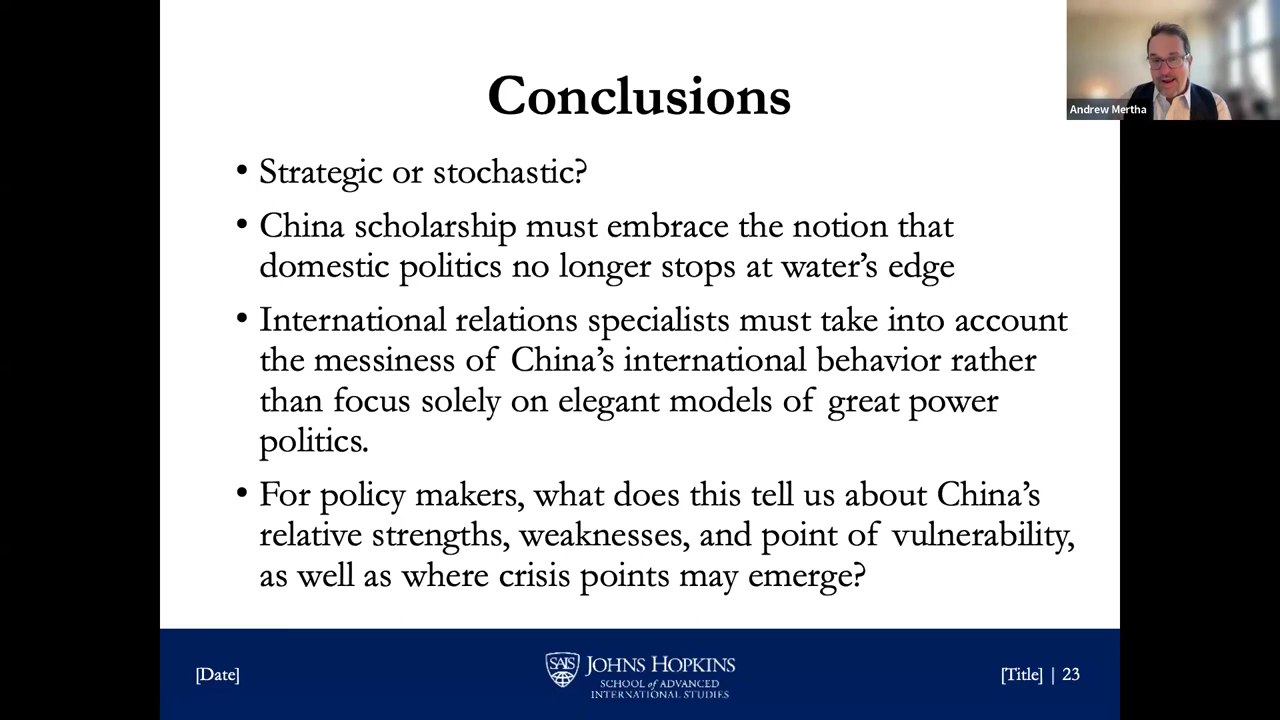 Conclusions
Andrew Mertha
• Strategic or stochastic?
• China scholarship must embrace the notion that
domestic politics no longer stops at water’s edge
• International relations specialists must take into account
the messiness of China’s international behavior rather
than focus solely on elegant models of great power
politics.
• For policy makers, what does this tell us about China’s
relative strengths, weaknesses, and point of vulnerability,
as well as where crisis points may emerge?
[Date]
SAIS
JOHNS HOPKINS
SCHOOL of ADVANCED
INTERNATIONAL STUDIES
[Title] | 23